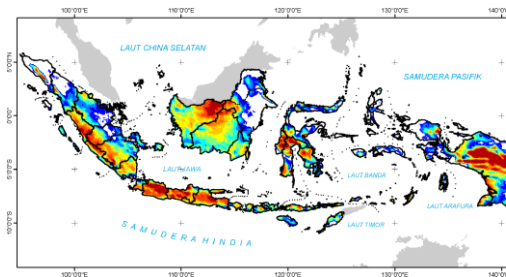 100°0'0"E 110°0'0"E 120°0'0"E 130°0'0"E 140°0'0"E
LAUT CHINA SELATAN
5°0'0"N
SAMUDERA PASIFIK
0°0'0"
LAUT JAWA
LAUT BANDA
5°0'0"S
LAUT ARAFURA
10°0'0"S
SAMUDERA HINDIA
LAUT TIMOR
100°0'0"E 110°0'0"E 120°0'0"E 130°0'0"E 140°0'0"E